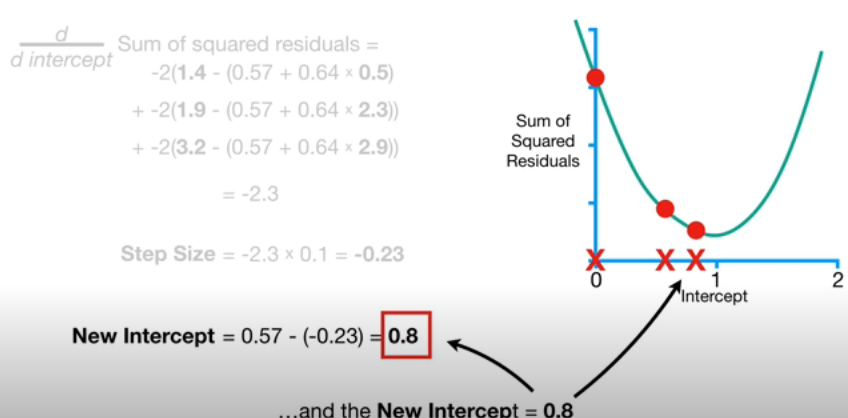 d
d intercept
Sum of squared residuals =
-2(1.4 - (0.57 + 0.64 × 0.5)
+ -2(1.9 - (0.57 + 0.64 × 2.3))
+ -2(3.2 - (0.57 + 0.64 × 2.9))
= -2.3
Step Size = -2.3 × 0.1 = -0.23
New Intercept = 0.57 - (-0.23) = 0.8
...and the New Intercept = 0.8
Sum of
Squared
Residuals
X X X
0 1 2
Intercept